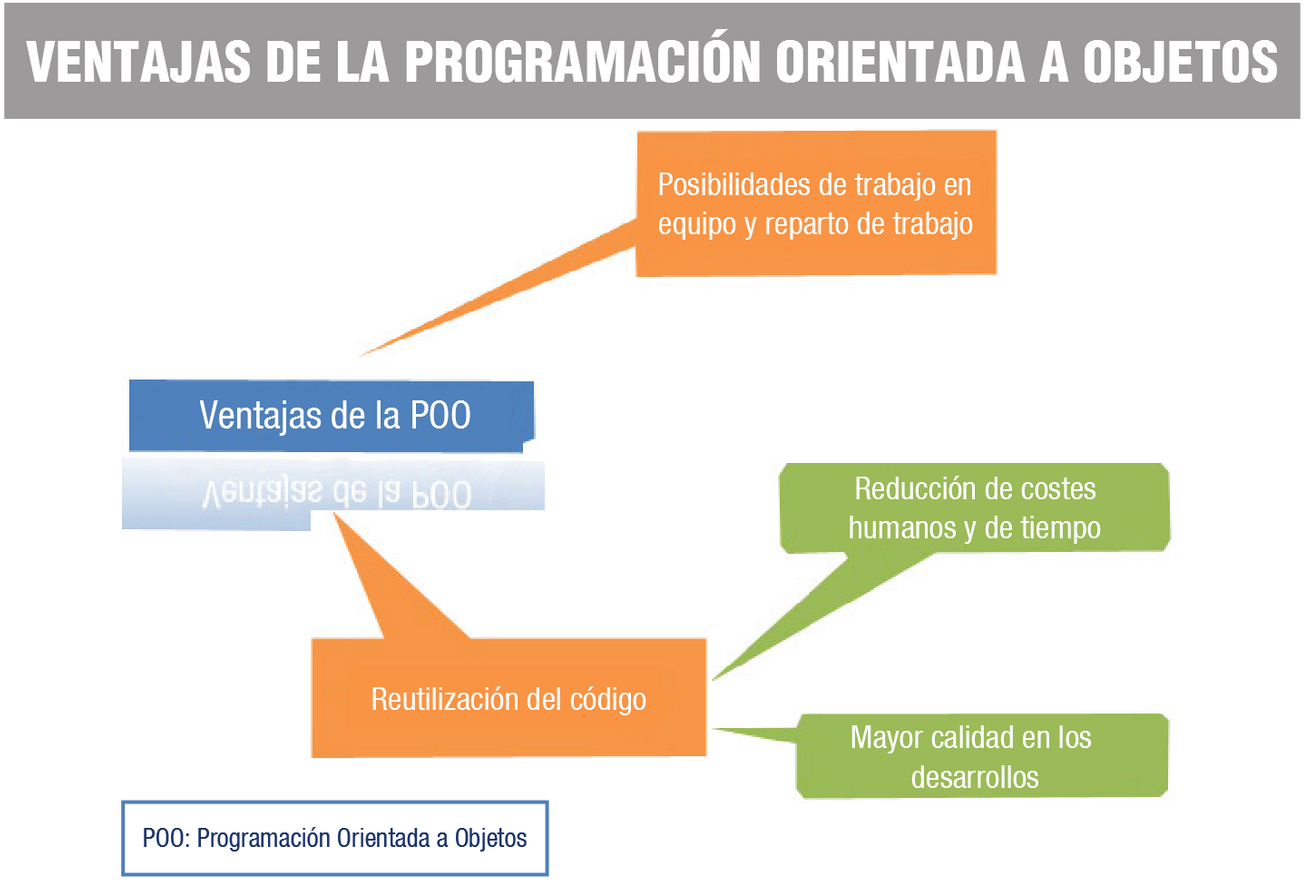 VENTAJAS DE LA PROGRAMACIÓN ORIENTADA A OBJETOS
Posibilidades de trabajo en
equipo y reparto de trabajo
Ventajas de la POO
Ventajas de la POO
Reducción de costes
humanos y de tiempo
Reutilización del código
Mayor calidad en los
desarrollos
POO: Programación Orientada a Objetos